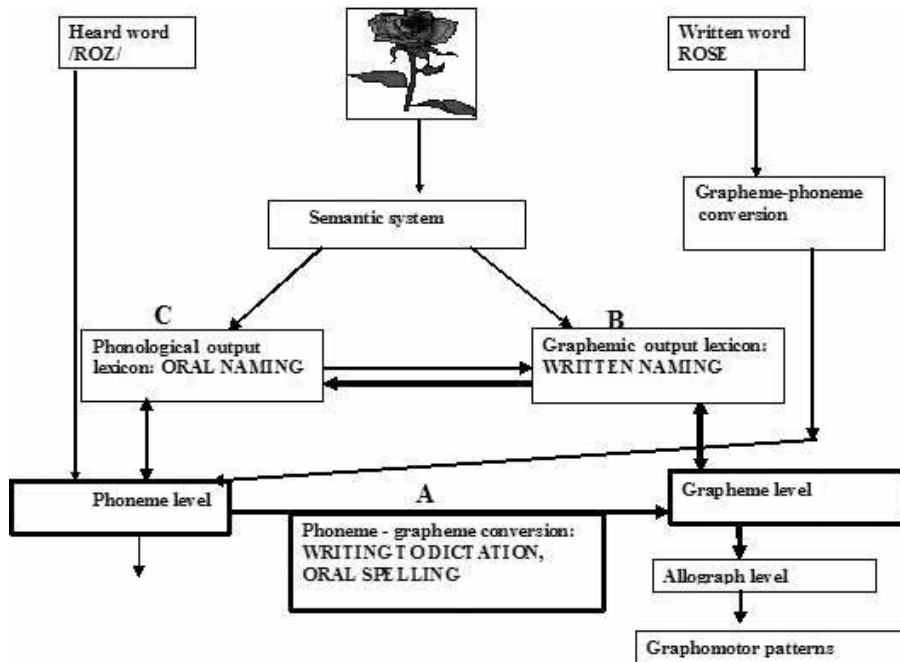 Heard word
/ROZ/
Written word
ROSE
Grapheme-phoneme
conversion
Semantic system
C
B
Phonological output
lexicon: ORAL NAMING
Graphemic output lexicon:
WRITTEN NAMING
Phoneme level
A
Grapheme level
Phoneme - grapheme conversion:
WRITING TO DICTATION,
ORAL SPELLING
Allograph level
Graphomotor patterns